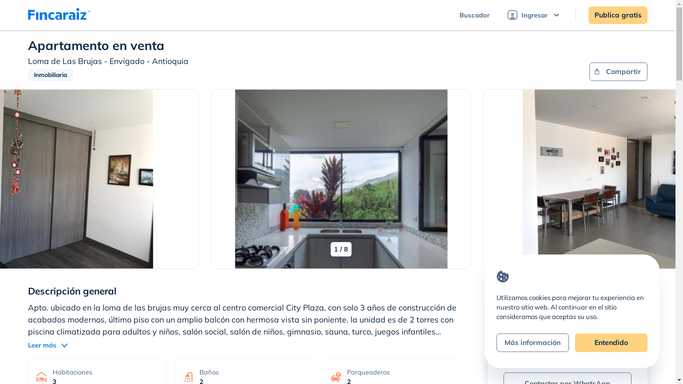 Fincaraiz
Buscador
Ingresar
Publica gratis
Apartamento en venta
Loma de Las Brujas - Envigado - Antioquia
Inmobiliaria
Compartir
1 / 8
Descripción general
Apto. ubicado en la loma de las brujas muy cerca al centro comercial City Plaza, con solo 3 años de construcción de
acabados modernos, último piso con un amplio balcón con hermosa vista sin poniente. la unidad es de 2 torres con
piscina climatizada para adultos y niños, salón social, salón de niños, gimnasio, sauna, turco, juegos infantiles...
Leer más
Habitaciones
3
Baños
2
Parqueaderos
2
Utilizamos cookies para mejorar tu experiencia en
nuestro sitio web. Al continuar en el sitio
consideramos que aceptas su uso.
Más información
Entendido
Contactar por WhatsApp